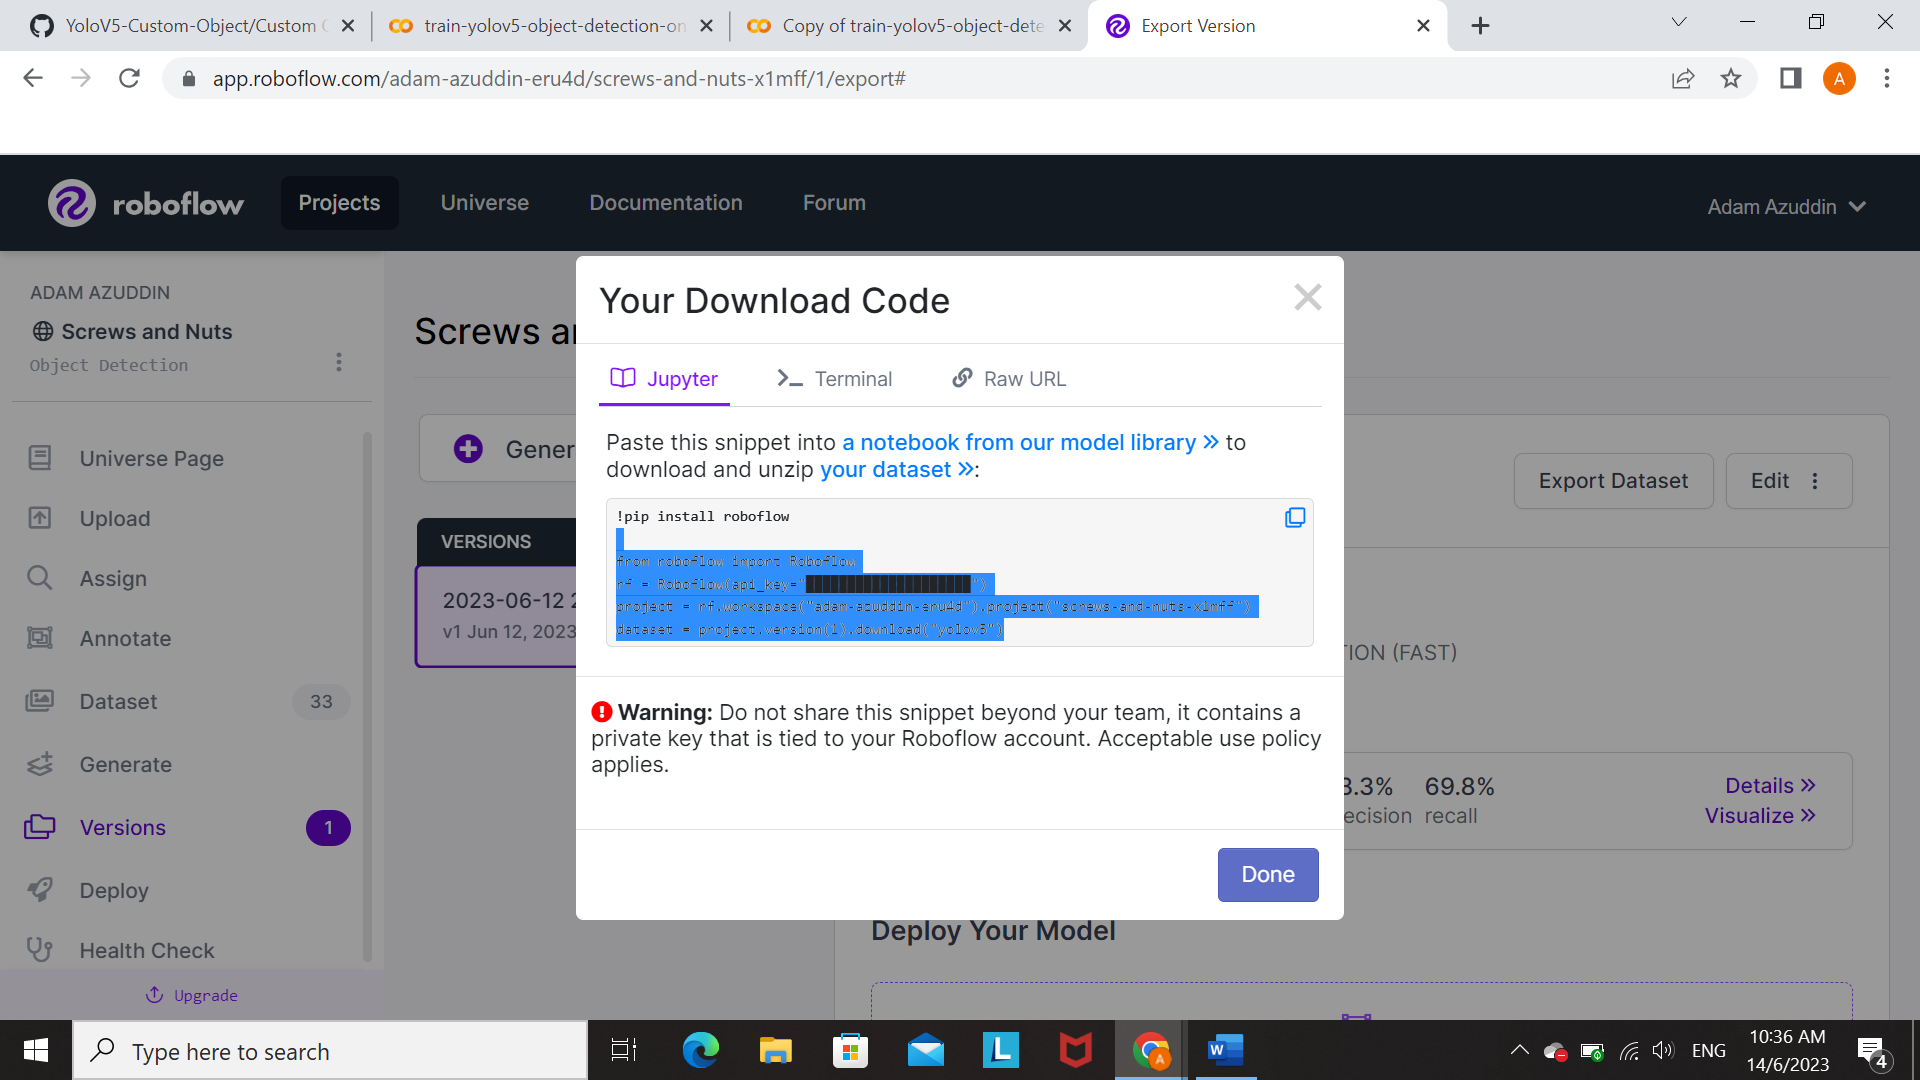 YoloV5-Custom-Object/Custom
train-yolov5-object-detection-on
Copy of train-yolov5-object-dete
Export Version
app.roboflow.com/adam-azuddin-eru4d/screws-and-nuts-x1mff/1/export#
A
roboflow
Projects
Universe
Documentation
Forum
Adam Azuddin
ADAM AZUDDIN
Screws and Nuts
Object Detection
Universe Page
Upload
Assign
Annotate
Dataset
33
Generate
Versions
1
Deploy
Health Check
Upgrade
Screws a
Gener
VERSIONS
2023-06-12 2
v1 Jun 12, 2023
Your Download Code
Jupyter
Terminal
Raw URL
Paste this snippet into a notebook from our model library » to
download and unzip your dataset »:
!pip install roboflow
from roboflow import Roboflow
rf = Roboflow(api_key="                    ")
project = rf.workspace("adam-azuddin-eru4d").project("screws-and-nuts-x1mff")
dataset = project.version(1).download("yolov5")
Warning: Do not share this snippet beyond your team, it contains a
private key that is tied to your Roboflow account. Acceptable use policy
applies.
Done
Export Dataset
Edit
TION (FAST)
3.3%
ecision
69.8%
recall
Details »
Visualize »
Deploy Your Model
Type here to search
ENG
10:36 AM
14/6/2023
4